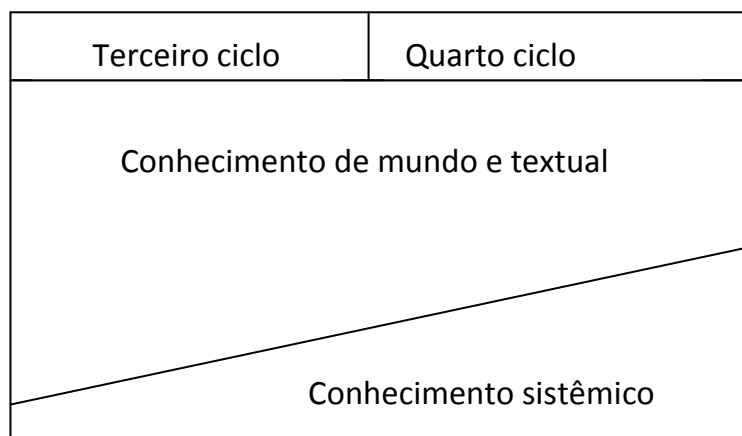 Terceiro ciclo Quarto ciclo
Conhecimento de mundo e textual
Conhecimento sistêmico